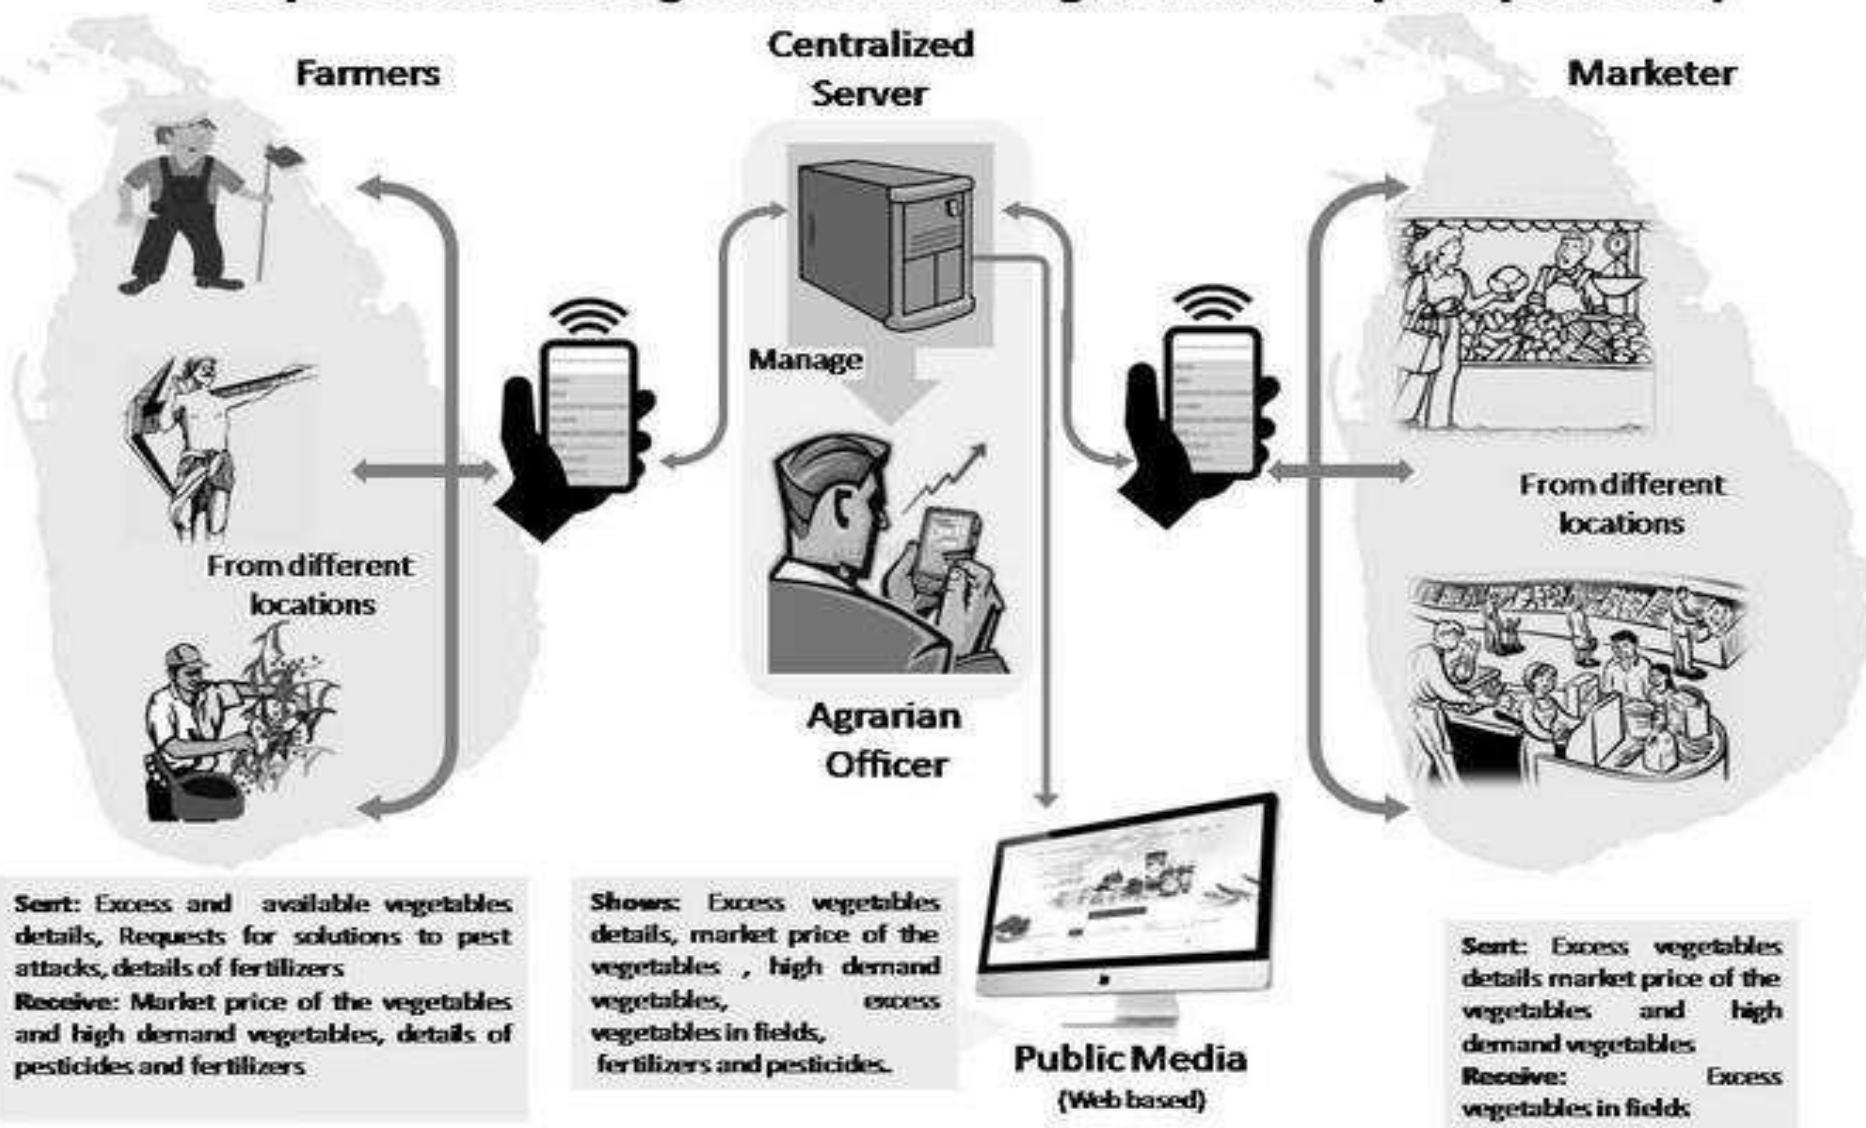 Farmers
Centralized
Server
Marketer
Manage
From different
locations
From different
locations
Agrarian
Officer
Sent: Excess and available vegetables
details, Requests for solutions to pest
attacks, details of fertilizers
Receive: Market price of the vegetables
and high demand vegetables, details of
pesticides and fertilizers
Shows: Excess vegetables
details, market price of the
vegetables , high demand
vegetables, excess
vegetables in fields,
fertilizers and pesticides.
Public Media
(Web based)
Sent: Excess vegetables
details market price of the
vegetables and high
demand vegetables
Receive: Excess
vegetables in fields